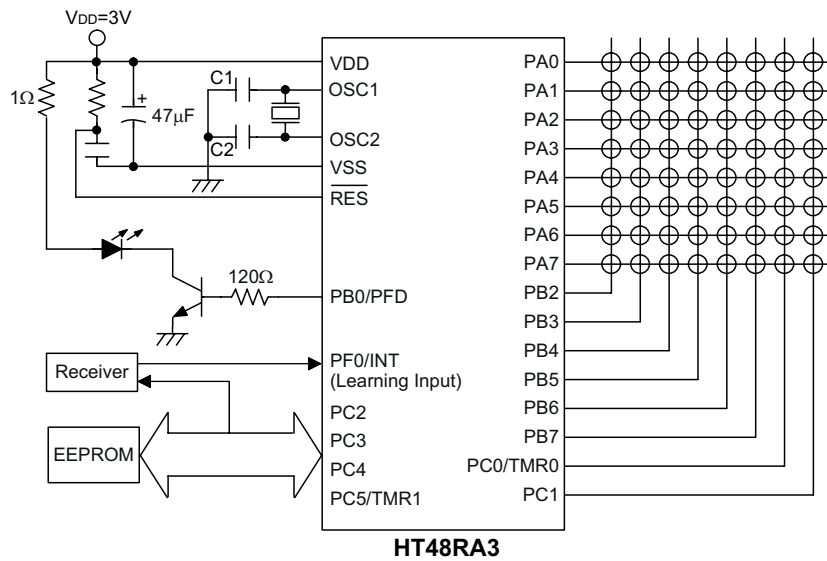 VDD=3V
1Ω
47μF
+
C1
C2
VDD
OSC1
OSC2
VSS
RES
120Ω
PB0/PFD
Receiver
PF0/INT
(Learning Input)
EEPROM
PC2
PC3
PC4
PC5/TMR1
PA0
PA1
PA2
PA3
PA4
PA5
PA6
PA7
PB2
PB3
PB4
PB5
PB6
PB7
PC0/TMR0
PC1
HT48RA3